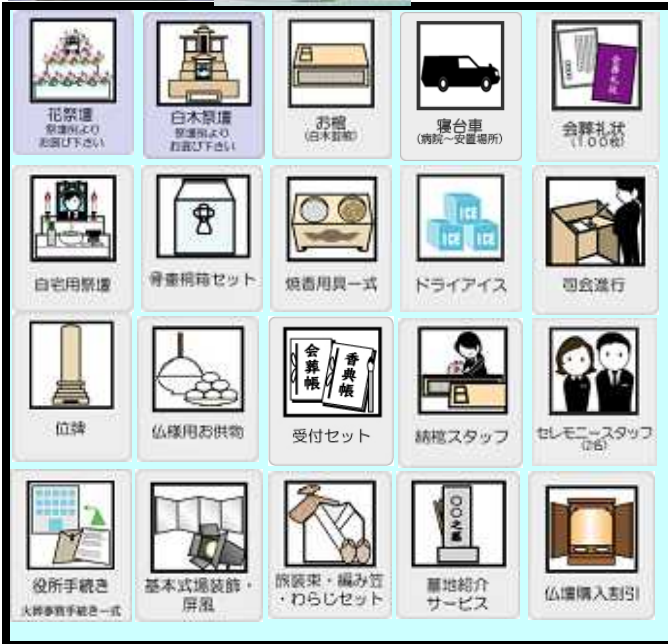 花祭壇
祭壇例より
お選び下さい
白木祭壇
祭壇例より
お選び下さい
お棺
(白木棺)
寝台車
(病院〜安置場所)
会葬礼状
会葬礼状
(100枚)
自宅用祭壇
骨壷桐箱セット
焼香用具一式
ICE
ICE ICE
ドライアイス
司会進行
位牌
仏様用お供物
会葬帳
香典帳
受付セット
納棺スタッフ
セレモニースタッフ
(2名)
役所手続き
火葬事務手続き一式
基本式場装飾・
屏風
旅装束・編み笠
・わらじセット
〇〇之墓
墓地紹介
サービス
仏壇購入割引